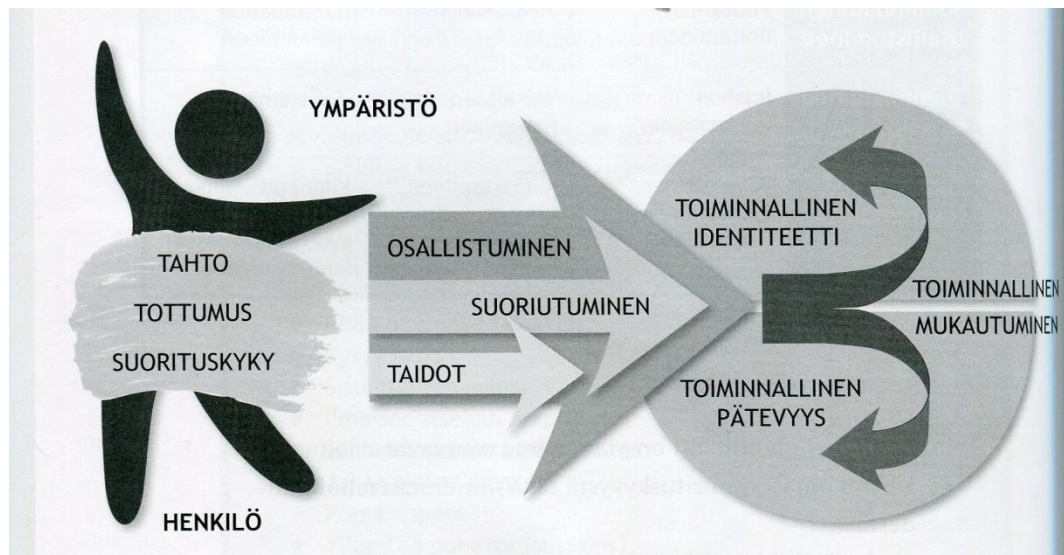 YMPÄRISTÖ
TAHTO
TOTTUMUS
SUORITUSKYKY
HENKILÖ
OSALLISTUMINEN
SUORIUTUMINEN
TAIDOT
TOIMINNALLINEN
IDENTITEETTI
TOIMINNALLINEN
MUKAUTUMINEN
TOIMINNALLINEN
PÄTEVYYS